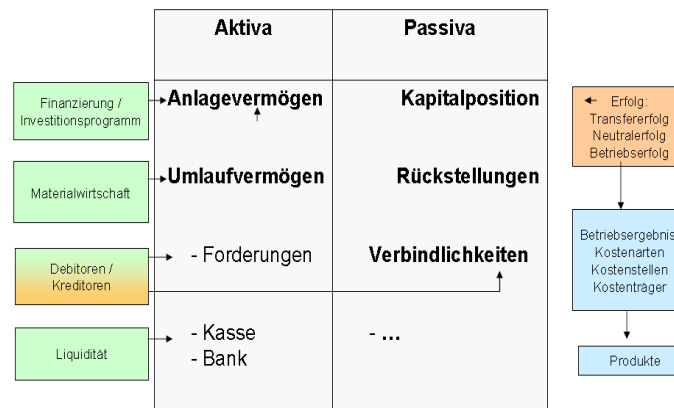 Aktiva
Passiva
Finanzierung /
Investitionsprogramm
Anlagevermögen
Kapitalposition
Erfolg:
Transfererfolg
Neutralerfolg
Betriebserfolg
Materialwirtschaft
Umlaufvermögen
Rückstellungen
Debitoren /
Kreditoren
- Forderungen
Verbindlichkeiten
Betriebsergebnis
Kostenarten
Kostenstellen
Kostenträger
Liquidität
- Kasse
- Bank
- ...
Produkte